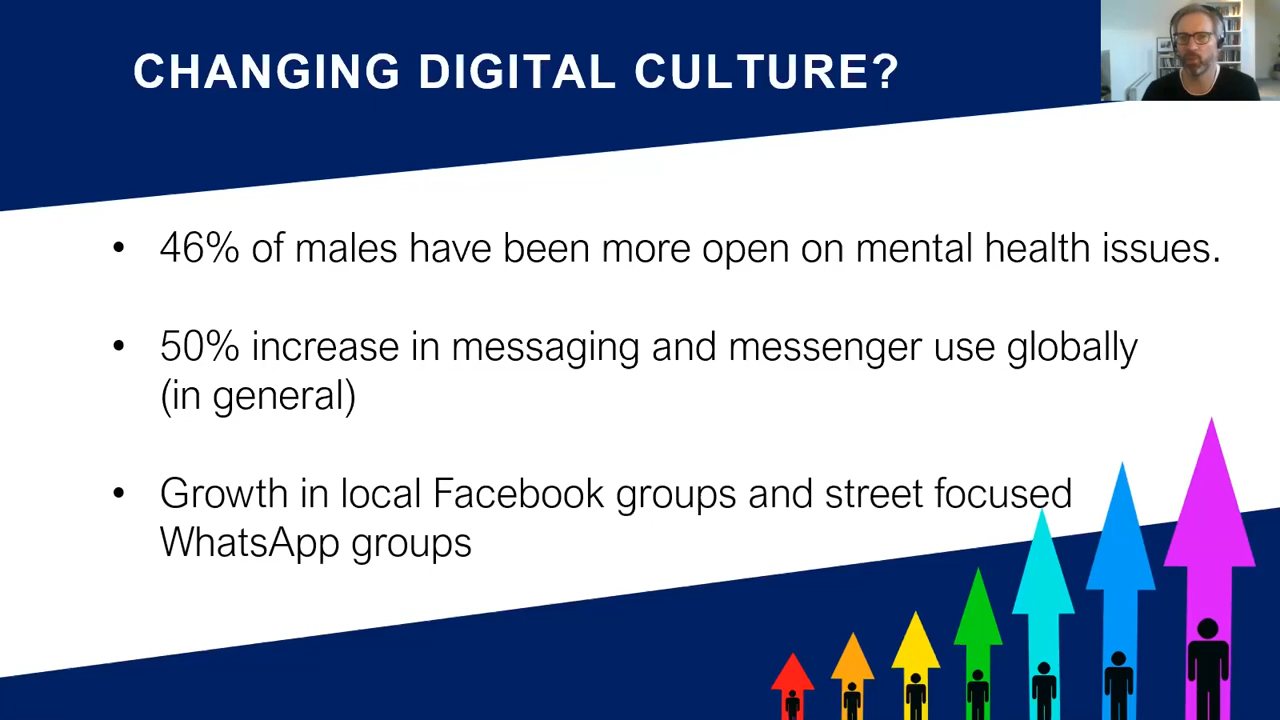 CHANGING DIGITAL CULTURE?
• 46% of males have been more open on mental health issues.
• 50% increase in messaging and messenger use globally
(in general)
• Growth in local Facebook groups and street focused
WhatsApp groups